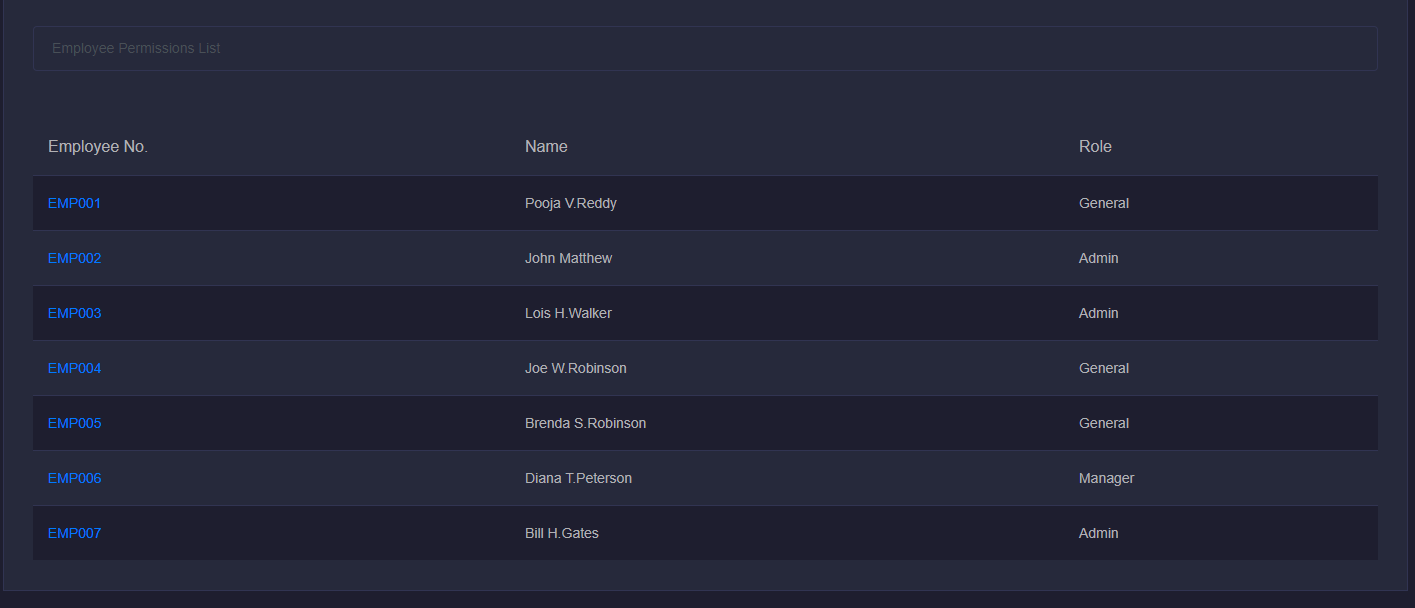 Employee Permissions List
Employee No. Name Role
EMP001 Pooja V.Reddy General
EMP002 John Matthew Admin
EMP003 Lois H.Walker Admin
EMP004 Joe W.Robinson General
EMP005 Brenda S.Robinson General
EMP006 Diana T.Peterson Manager
EMP007 Bill H.Gates Admin